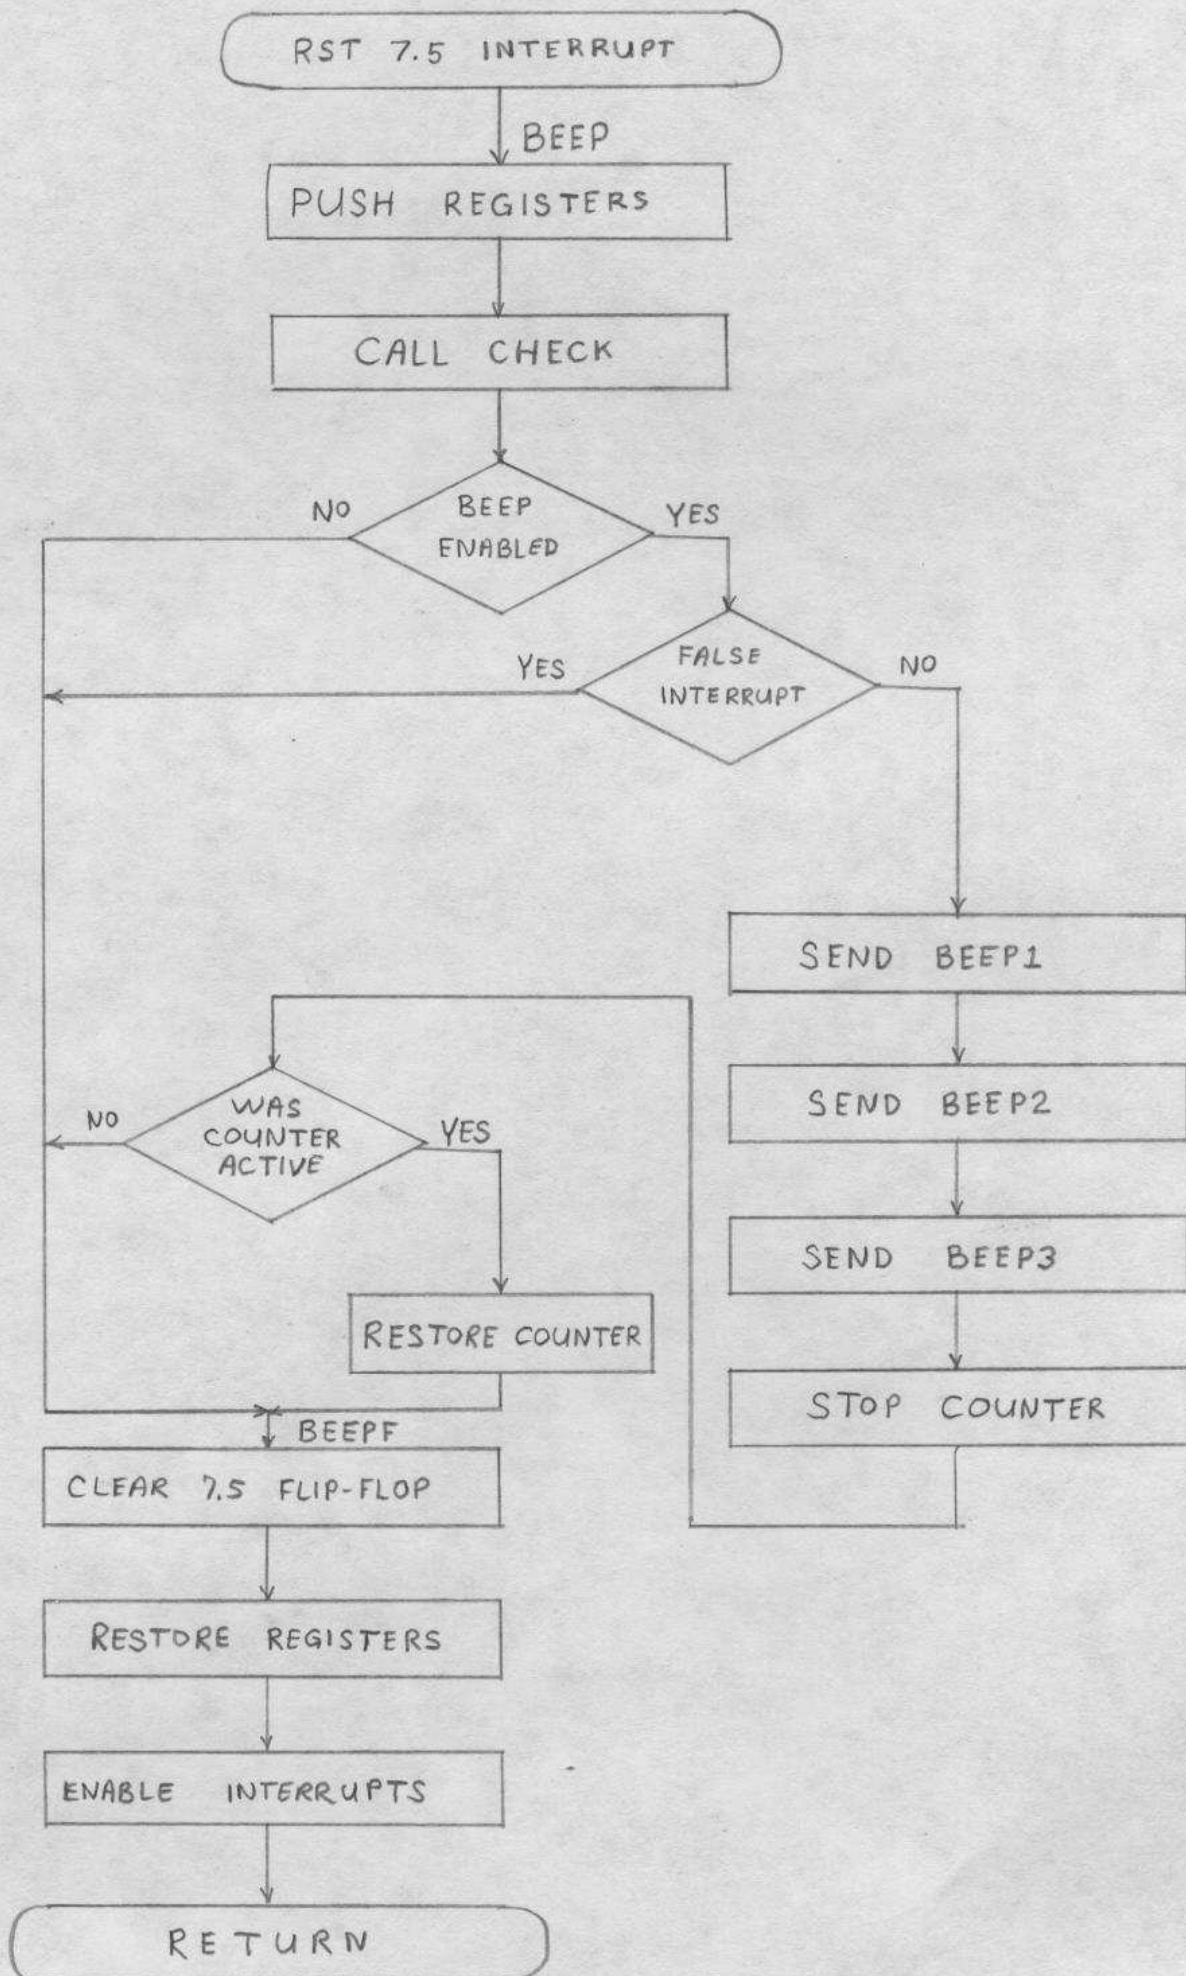 RST 7.5 INTERRUPT
BEEP
PUSH REGISTERS
CALL CHECK
NO
BEEP
ENABLED
YES
YES
FALSE
INTERRUPT
NO
SEND BEEP1
SEND BEEP2
NO
WAS
COUNTER
ACTIVE
YES
SEND BEEP3
RESTORE COUNTER
STOP COUNTER
BEEPF
CLEAR 7.5 FLIP-FLOP
RESTORE REGISTERS
ENABLE INTERRUPTS
RETURN